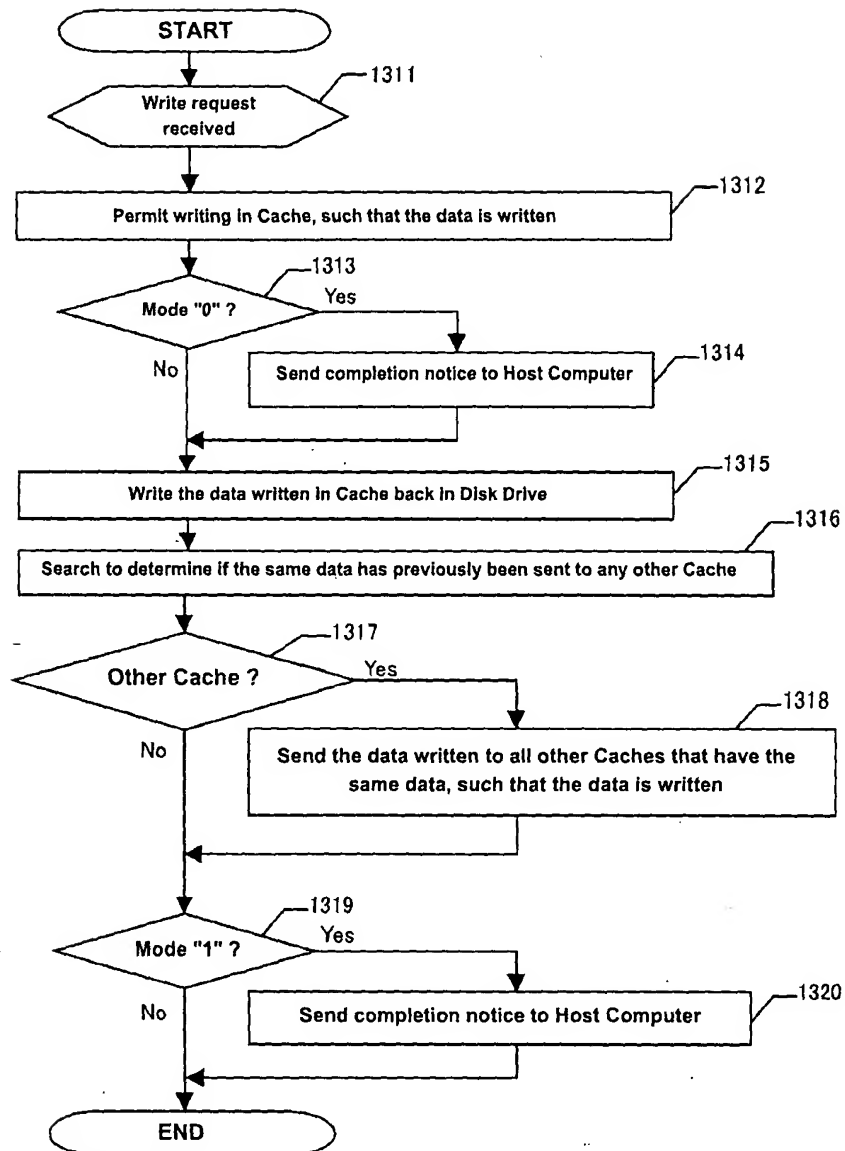 START
1311
Write request
received
1312
Permit writing in Cache, such that the data is written
1313
Mode "0" ?
Yes
No
1314
Send completion notice to Host Computer
1315
Write the data written in Cache back in Disk Drive
1316
Search to determine if the same data has previously been sent to any other Cache
1317
Other Cache ?
Yes
No
1318
Send the data written to all other Caches that have the
same data, such that the data is written
1319
Mode "1" ?
Yes
No
1320
Send completion notice to Host Computer
END